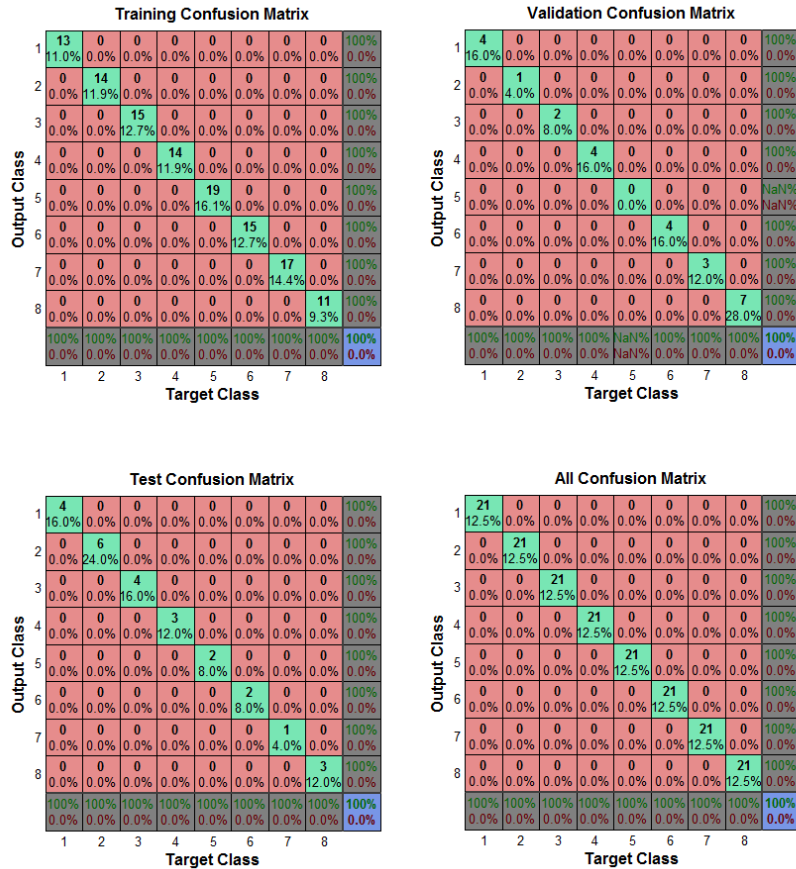 Training Confusion Matrix
Output Class
1 13 0 0 0 0 0 0 0 100%
11.0% 0.0% 0.0% 0.0% 0.0% 0.0% 0.0% 0.0% 0.0%
2 0 14 0 0 0 0 0 0 100%
0.0% 11.9% 0.0% 0.0% 0.0% 0.0% 0.0% 0.0% 0.0%
3 0 0 15 0 0 0 0 0 100%
0.0% 0.0% 12.7% 0.0% 0.0% 0.0% 0.0% 0.0% 0.0%
4 0 0 0 14 0 0 0 0 100%
0.0% 0.0% 0.0% 11.9% 0.0% 0.0% 0.0% 0.0% 0.0%
5 0 0 0 0 19 0 0 0 100%
0.0% 0.0% 0.0% 0.0% 16.1% 0.0% 0.0% 0.0% 0.0%
6 0 0 0 0 0 15 0 0 100%
0.0% 0.0% 0.0% 0.0% 0.0% 12.7% 0.0% 0.0% 0.0%
7 0 0 0 0 0 0 17 0 100%
0.0% 0.0% 0.0% 0.0% 0.0% 0.0% 14.4% 0.0% 0.0%
8 0 0 0 0 0 0 0 11 100%
0.0% 0.0% 0.0% 0.0% 0.0% 0.0% 0.0% 9.3% 0.0%
100% 100% 100% 100% 100% 100% 100% 100% 100%
0.0% 0.0% 0.0% 0.0% 0.0% 0.0% 0.0% 0.0% 0.0%
1 2 3 4 5 6 7 8
Target Class
Validation Confusion Matrix
Output Class
1 4 0 0 0 0 0 0 0 100%
16.0% 0.0% 0.0% 0.0% 0.0% 0.0% 0.0% 0.0% 0.0%
2 0 1 0 0 0 0 0 0 100%
0.0% 4.0% 0.0% 0.0% 0.0% 0.0% 0.0% 0.0% 0.0%
3 0 0 2 0 0 0 0 0 100%
0.0% 0.0% 8.0% 0.0% 0.0% 0.0% 0.0% 0.0% 0.0%
4 0 0 0 4 0 0 0 0 100%
0.0% 0.0% 0.0% 16.0% 0.0% 0.0% 0.0% 0.0% 0.0%
5 0 0 0 0 0 0 0 0 NaN%
0.0% 0.0% 0.0% 0.0% 0.0% 0.0% 0.0% 0.0% NaN%
6 0 0 0 0 0 4 0 0 100%
0.0% 0.0% 0.0% 0.0% 0.0% 16.0% 0.0% 0.0% 0.0%
7 0 0 0 0 0 0 3 0 100%
0.0% 0.0% 0.0% 0.0% 0.0% 0.0% 12.0% 0.0% 0.0%
8 0 0 0 0 0 0 0 7 100%
0.0% 0.0% 0.0% 0.0% 0.0% 0.0% 0.0% 28.0% 0.0%
100% 100% 100% 100% NaN% 100% 100% 100% 100%
0.0% 0.0% 0.0% 0.0% NaN% 0.0% 0.0% 0.0% 0.0%
1 2 3 4 5 6 7 8
Target Class
Test Confusion Matrix
Output Class
1 4 0 0 0 0 0 0 0 100%
16.0% 0.0% 0.0% 0.0% 0.0% 0.0% 0.0% 0.0% 0.0%
2 0 6 0 0 0 0 0 0 100%
0.0% 24.0% 0.0% 0.0% 0.0% 0.0% 0.0% 0.0% 0.0%
3 0 0 4 0 0 0 0 0 100%
0.0% 0.0% 16.0% 0.0% 0.0% 0.0% 0.0% 0.0% 0.0%
4 0 0 0 3 0 0 0 0 100%
0.0% 0.0% 0.0% 12.0% 0.0% 0.0% 0.0% 0.0% 0.0%
5 0 0 0 0 2 0 0 0 100%
0.0% 0.0% 0.0% 0.0% 8.0% 0.0% 0.0% 0.0% 0.0%
6 0 0 0 0 0 2 0 0 100%
0.0% 0.0% 0.0% 0.0% 0.0% 8.0% 0.0% 0.0% 0.0%
7 0 0 0 0 0 0 1 0 100%
0.0% 0.0% 0.0% 0.0% 0.0% 0.0% 4.0% 0.0% 0.0%
8 0 0 0 0 0 0 0 3 100%
0.0% 0.0% 0.0% 0.0% 0.0% 0.0% 0.0% 12.0% 0.0%
100% 100% 100% 100% 100% 100% 100% 100% 100%
0.0% 0.0% 0.0% 0.0% 0.0% 0.0% 0.0% 0.0% 0.0%
1 2 3 4 5 6 7 8
Target Class
All Confusion Matrix
Output Class
1 21 0 0 0 0 0 0 0 100%
12.5% 0.0% 0.0% 0.0% 0.0% 0.0% 0.0% 0.0% 0.0%
2 0 21 0 0 0 0 0 0 100%
0.0% 12.5% 0.0% 0.0% 0.0% 0.0% 0.0% 0.0% 0.0%
3 0 0 21 0 0 0 0 0 100%
0.0% 0.0% 12.5% 0.0% 0.0% 0.0% 0.0% 0.0% 0.0%
4 0 0 0 21 0 0 0 0 100%
0.0% 0.0% 0.0% 12.5% 0.0% 0.0% 0.0% 0.0% 0.0%
5 0 0 0 0 21 0 0 0 100%
0.0% 0.0% 0.0% 0.0% 12.5% 0.0% 0.0% 0.0% 0.0%
6 0 0 0 0 0 21 0 0 100%
0.0% 0.0% 0.0% 0.0% 0.0% 12.5% 0.0% 0.0% 0.0%
7 0 0 0 0 0 0 21 0 100%
0.0% 0.0% 0.0% 0.0% 0.0% 0.0% 12.5% 0.0% 0.0%
8 0 0 0 0 0 0 0 21 100%
0.0% 0.0% 0.0% 0.0% 0.0% 0.0% 0.0% 12.5% 0.0%
100% 100% 100% 100% 100% 100% 100% 100% 100%
0.0% 0.0% 0.0% 0.0% 0.0% 0.0% 0.0% 0.0% 0.0%
1 2 3 4 5 6 7 8
Target Class